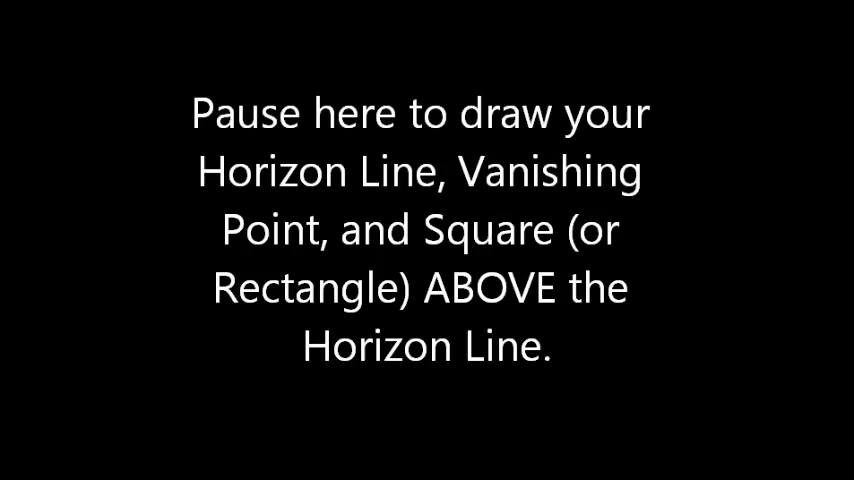 Pause here to draw your
Horizon Line, Vanishing
Point, and Square (or
Rectangle) ABOVE the
Horizon Line.